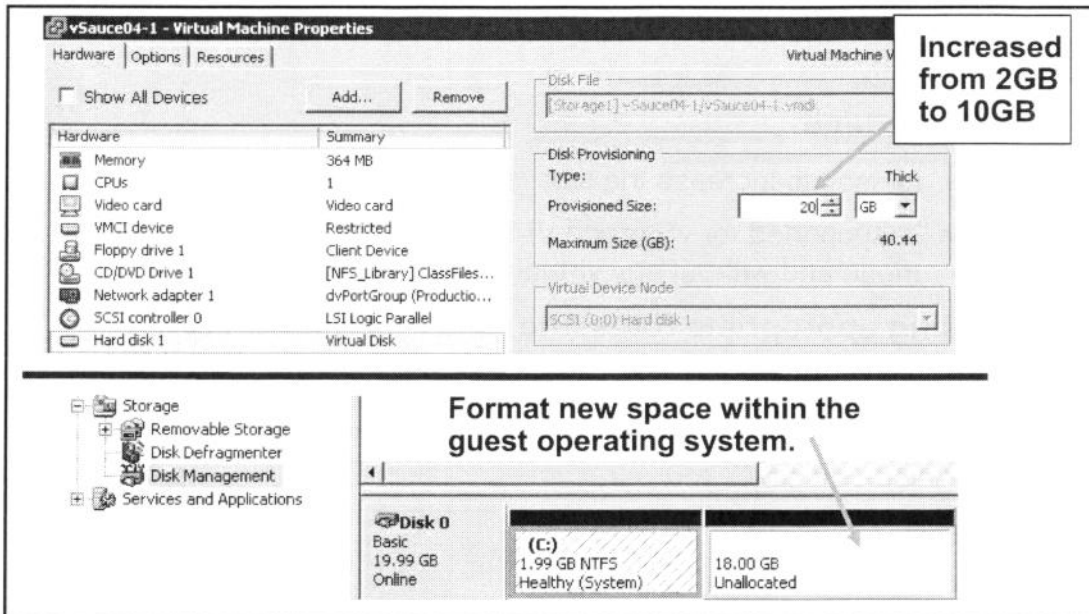 vSauce04-1 - Virtual Machine Properties
Hardware Options Resources
Virtual Machine V
Increased
from 2GB
to 10GB
Show All Devices
Add...
Remove
Hardware Summary
Memory 364 MB
CPUs 1
Video card Video card
VMCI device Restricted
Floppy drive 1 Client Device
CD/DVD Drive 1 [NFS_Library] ClassFiles...
Network adapter 1 dvPortGroup (Productio...
SCSI controller 0 LSI Logic Parallel
Hard disk 1 Virtual Disk
Disk File
[Storage1] vSauce04-1/vSauce04-1.vmdk
Disk Provisioning
Type: Thick
Provisioned Size: 20 GB
Maximum Size (GB): 40.44
Virtual Device Node
SCSI (0:0) Hard disk 1
Storage
Removable Storage
Disk Defragmenter
Disk Management
Services and Applications
Format new space within the
guest operating system.
Disk 0
Basic
19.99 GB
Online
(C:)
1.99 GB NTFS
Healthy (System)
18.00 GB
Unallocated